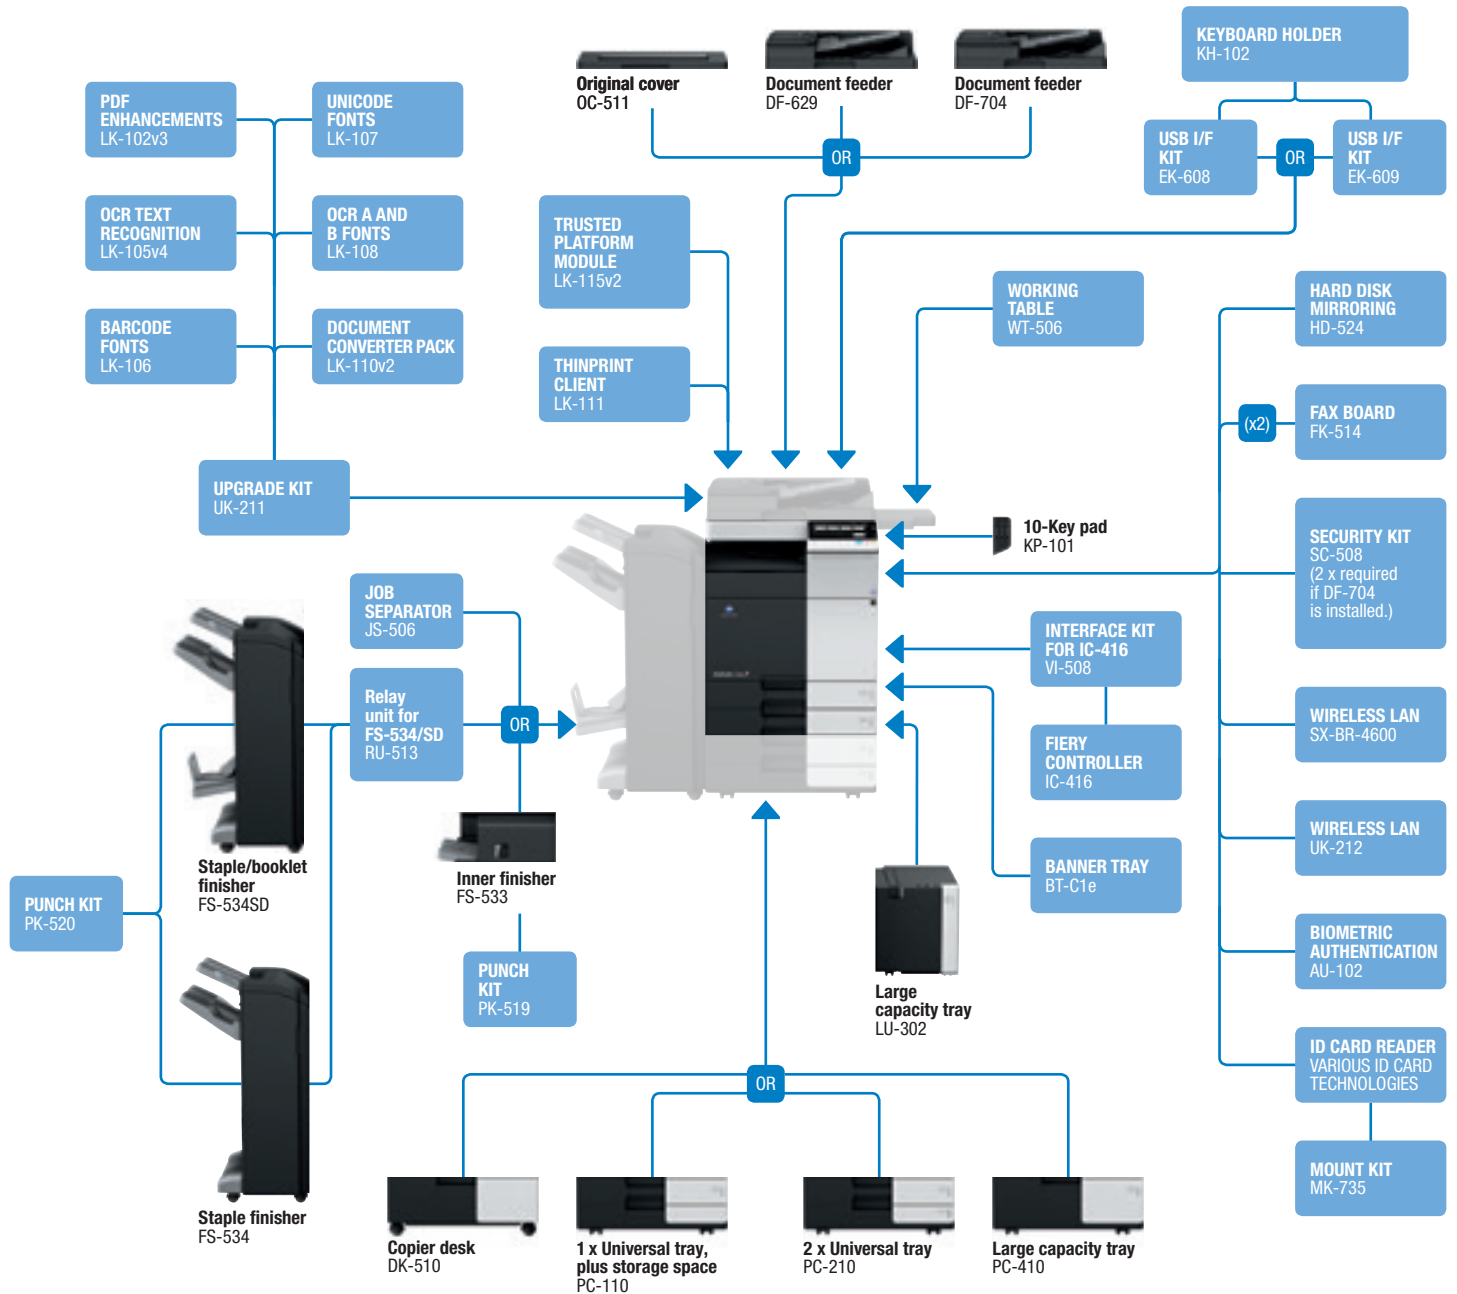 KEYBOARD HOLDER
KH-102
Original cover
OC-511
Document feeder
DF-629
Document feeder
DF-704
OR
USB I/F
KIT
EK-608
OR
USB I/F
KIT
EK-609
PDF
ENHANCEMENTS
LK-102v3
UNICODE
FONTS
LK-107
OCR TEXT
RECOGNITION
LK-105v4
OCR A AND
B FONTS
LK-108
BARCODE
FONTS
LK-106
DOCUMENT
CONVERTER PACK
LK-110v2
UPGRADE KIT
UK-211
TRUSTED
PLATFORM
MODULE
LK-115v2
THINPRINT
CLIENT
LK-111
WORKING
TABLE
WT-506
HARD DISK
MIRRORING
HD-524
(x2)
FAX BOARD
FK-514
10-Key pad
KP-101
SECURITY KIT
SC-508
(2 x required
if DF-704
is installed.)
JOB
SEPARATOR
JS-506
Relay
unit for
FS-534/SD
RU-513
OR
INTERFACE KIT
FOR IC-416
VI-508
FIERY
CONTROLLER
IC-416
WIRELESS LAN
SX-BR-4600
WIRELESS LAN
UK-212
BANNER TRAY
BT-C1e
Staple/booklet
finisher
FS-534SD
Inner finisher
FS-533
PUNCH KIT
PK-520
PUNCH
KIT
PK-519
Large
capacity tray
LU-302
BIOMETRIC
AUTHENTICATION
AU-102
ID CARD READER
VARIOUS ID CARD
TECHNOLOGIES
MOUNT KIT
MK-735
OR
Staple finisher
FS-534
Copier desk
DK-510
1 x Universal tray,
plus storage space
PC-110
2 x Universal tray
PC-210
Large capacity tray
PC-410